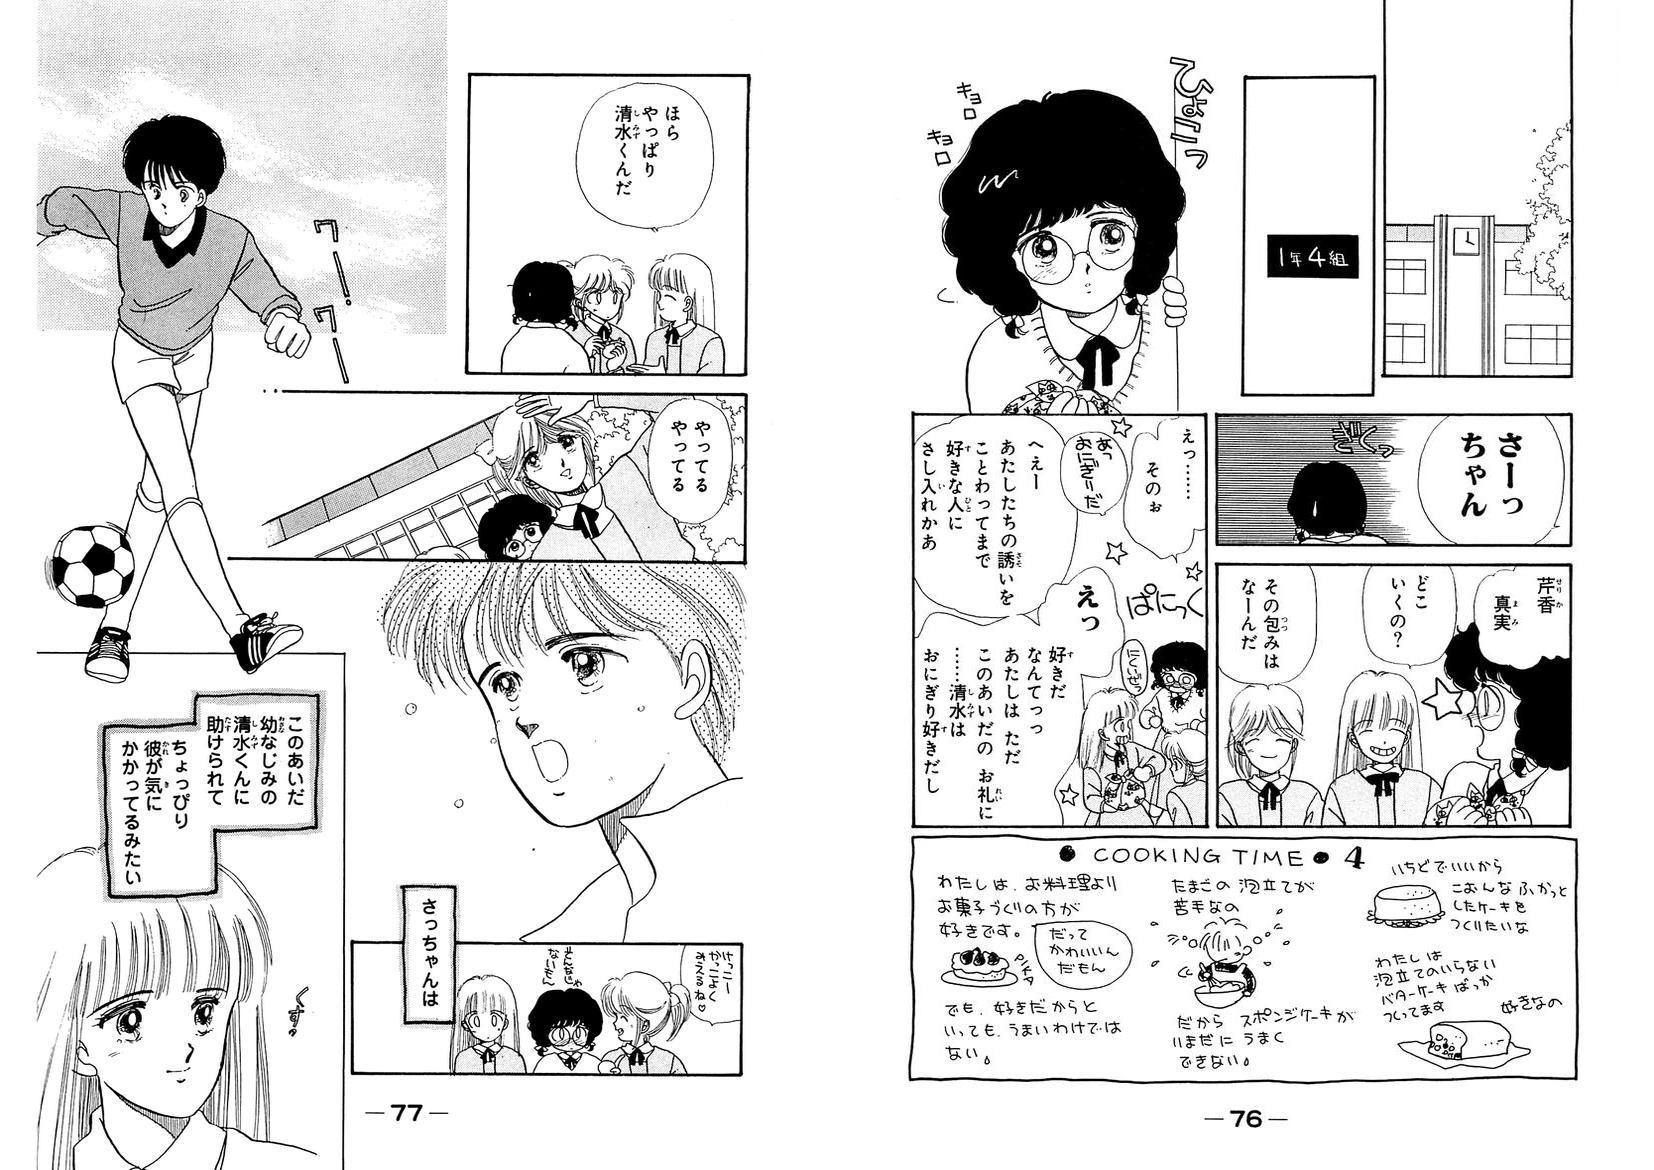 1年4組
ひょこっ
キョロ
キョロ
さーっ
ちゃん
ぎくっ
芹香
真実
どこ
いくの?
その包みは
なーんだ
えっ……
そのぉ
あっ
おにぎりだ
へぇー
あたしたちの誘いを
ことわってまで
好きな人に
さし入れかあ
ぱにっく
えっ
好きだ
なんてっっ
あたしは ただ
このあいだの お礼に
……清水は
おにぎり好きだし
COOKING TIME 4
わたしは、お料理より
お菓子づくりの方が
好きです。
だって
かわいいん
だもん
PIKA
でも、好きだからと
いっても、うまいわけでは
ない。
たまごの 泡立てが
苦手なの
だから スポンジケーキが
いまだに うまく
できない。
いちどでいいから
こおんなふかっと
したケーキを
つくりたいな
わたしは
泡立てのいらない
バターケーキ ばっか
つくってます
好きなの
—76—
ほら
やっぱり
清水くんだ
やってる
やってる
ワーワー
けっこー
かっこよく
みえるね♡
そんなじゃ
ないもん
さっちゃんは
このあいだ
幼なじみの
清水くんに
助けられて
ちょっぴり
彼が気に
かかってるみたい
くす。
—77—